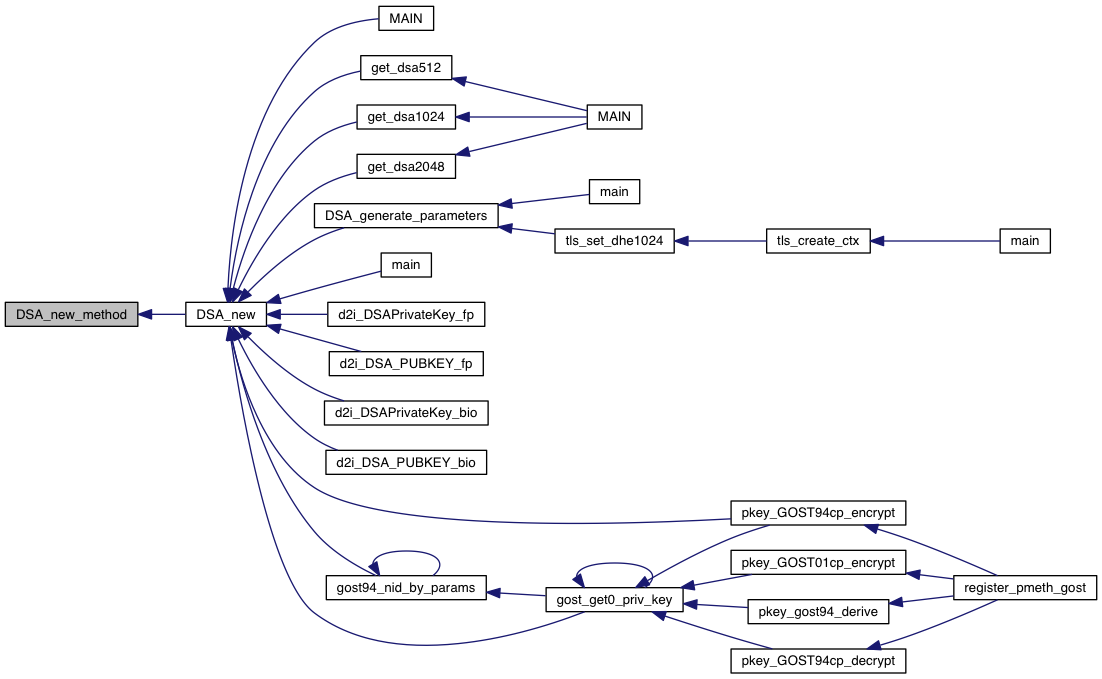 MAIN
get_dsa512
get_dsa1024
MAIN
get_dsa2048
main
DSA_generate_parameters
tls_set_dhe1024
tls_create_ctx
main
main
DSA_new_method
DSA_new
d2i_DSAPrivateKey_fp
d2i_DSA_PUBKEY_fp
d2i_DSAPrivateKey_bio
d2i_DSA_PUBKEY_bio
pkey_GOST94cp_encrypt
pkey_GOST01cp_encrypt
gost94_nid_by_params
register_pmeth_gost
gost_get0_priv_key
pkey_gost94_derive
pkey_GOST94cp_decrypt